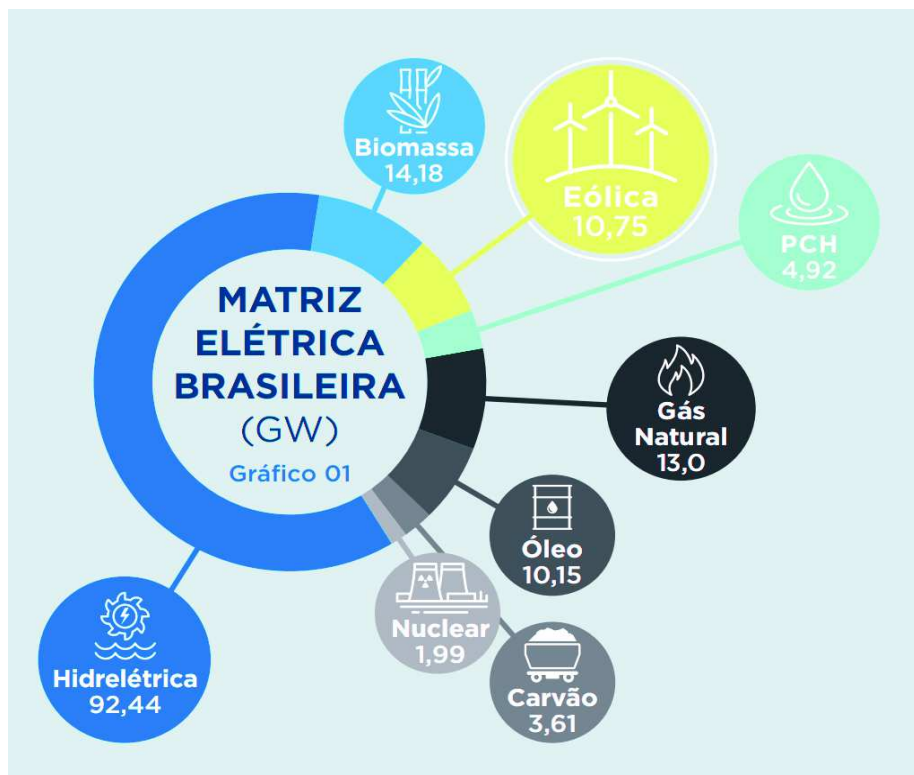 Biomassa
14,18
Eólica
10,75
PCH
4,92
MATRIZ
ELÉTRICA
BRASILEIRA
(GW)
Gráfico 01
Gás
Natural
13,0
Óleo
10,15
Nuclear
1,99
Carvão
3,61
Hidrelétrica
92,44